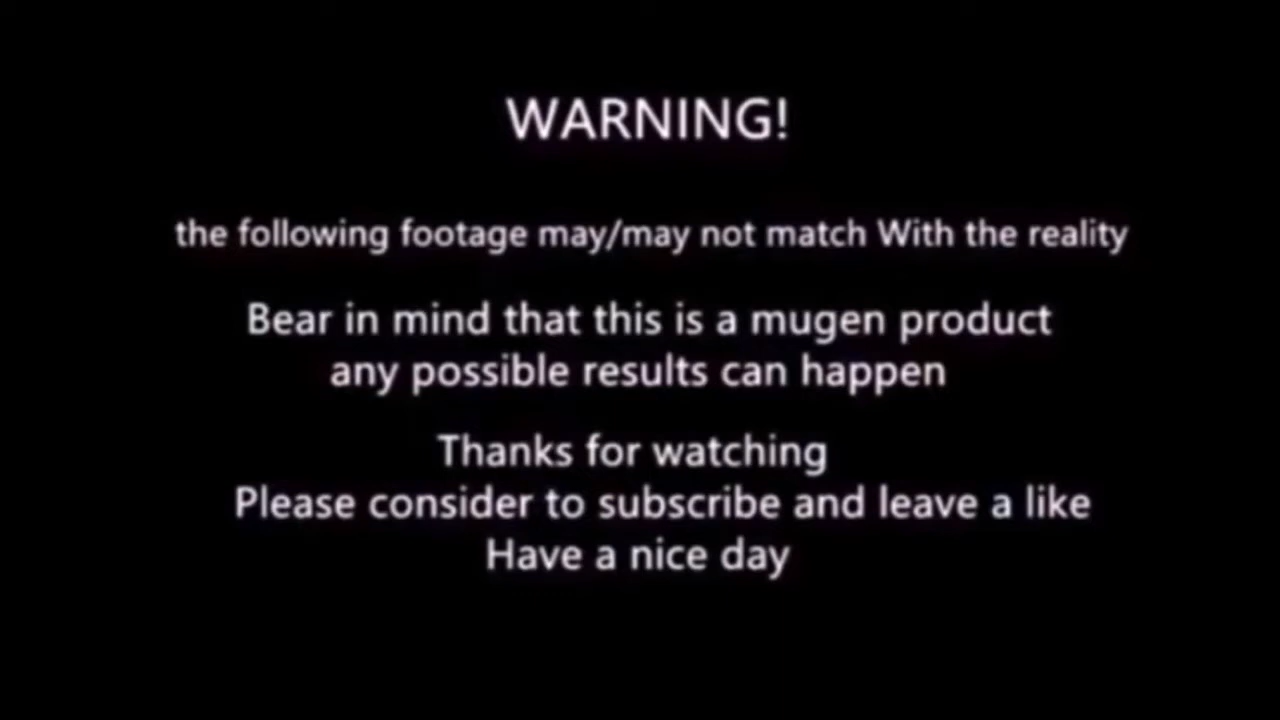 WARNING!
the following footage may/may not match With the reality
Bear in mind that this is a mugen product
any possible results can happen
Thanks for watching
Please consider to subscribe and leave a like
Have a nice day